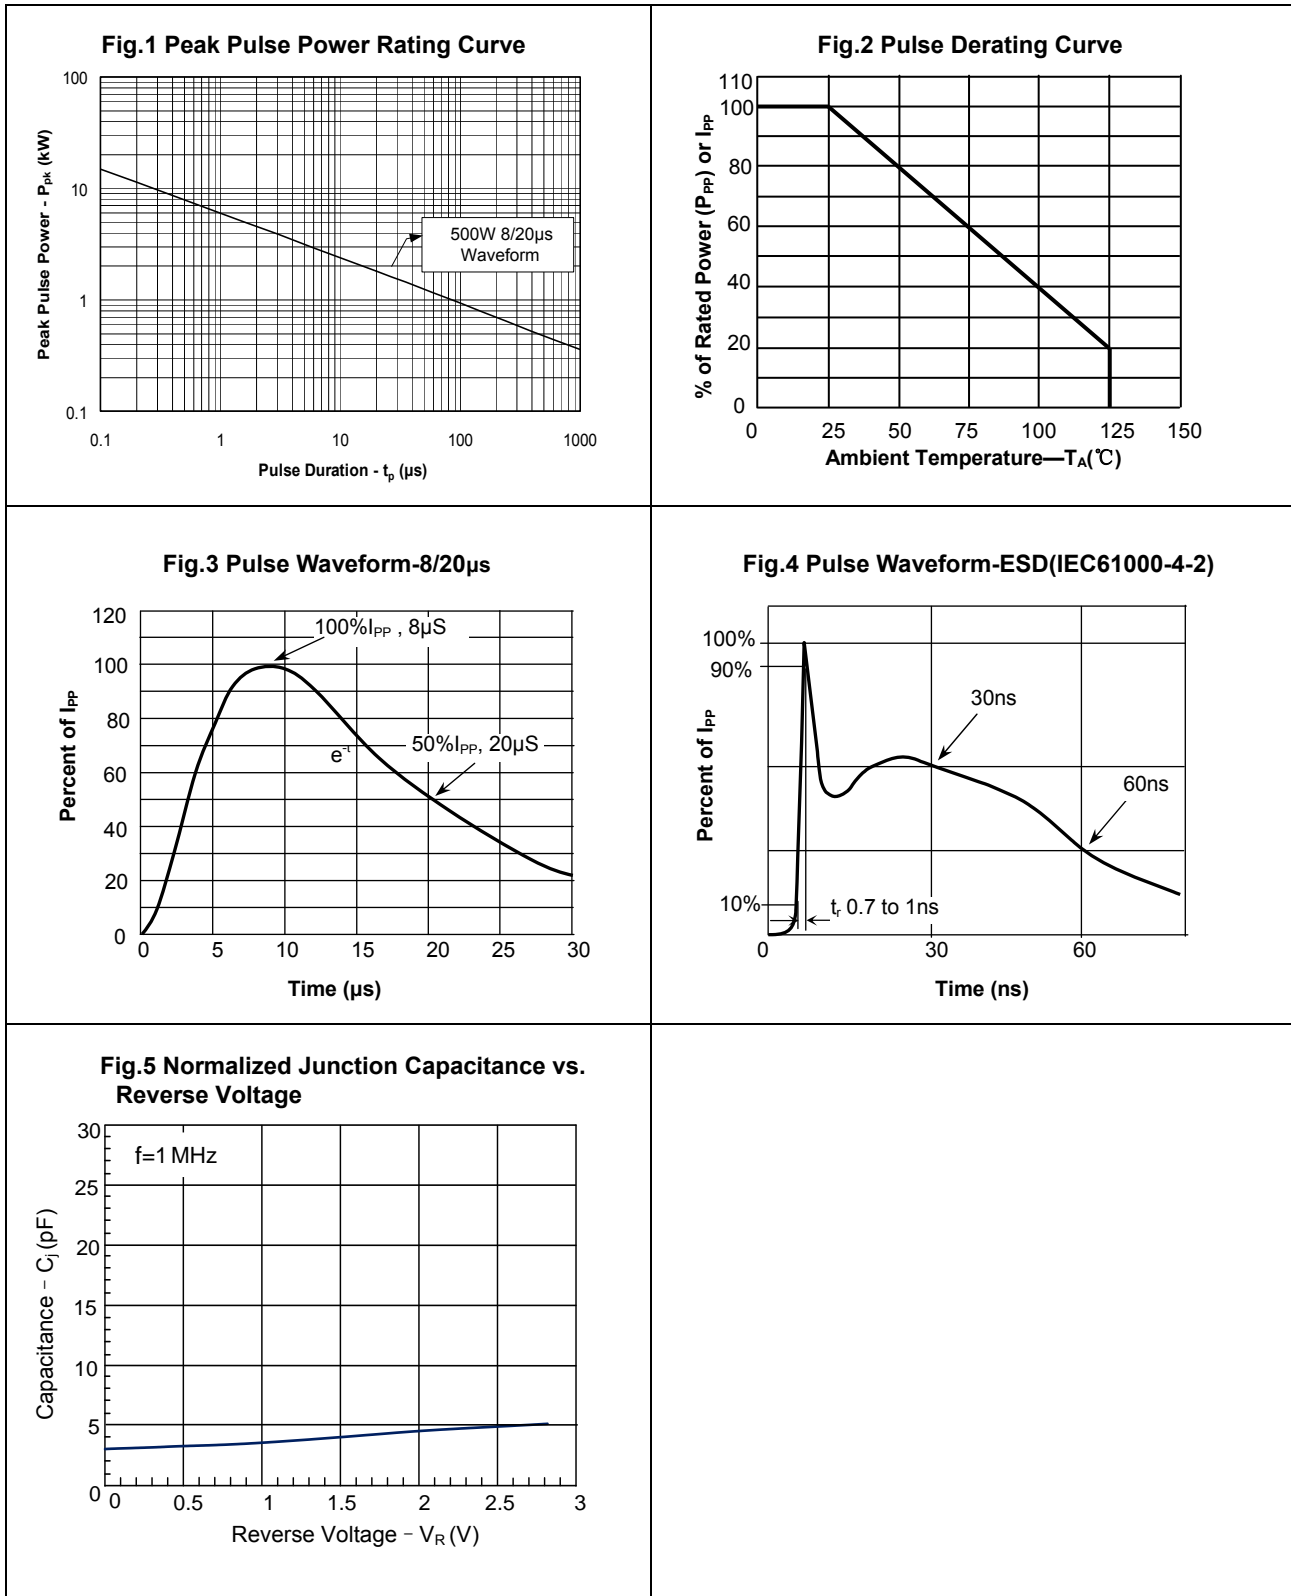 Fig.1 Peak Pulse Power Rating Curve
Peak Pulse Power - Ppk (kW)
100
10
1
0.1
500W 8/20µs
Waveform
0.1 1 10 100 1000
Pulse Duration - tp (µs)
Fig.2 Pulse Derating Curve
% of Rated Power (PPP) or IPP
110
100
80
60
40
20
0
0 25 50 75 100 125 150
Ambient Temperature—TA(℃)
Fig.3 Pulse Waveform-8/20µs
Percent of IPP
120
100
80
60
40
20
0
100%IPP , 8µS
e-t
50%IPP, 20µS
0 5 10 15 20 25 30
Time (µs)
Fig.4 Pulse Waveform-ESD(IEC61000-4-2)
Percent of IPP
100%
90%
10%
30ns
60ns
tr 0.7 to 1ns
0 30 60
Time (ns)
Fig.5 Normalized Junction Capacitance vs.
Reverse Voltage
Capacitance - Cj (pF)
30
25
20
15
10
5
0
f=1 MHz
0 0.5 1 1.5 2 2.5 3
Reverse Voltage - VR (V)